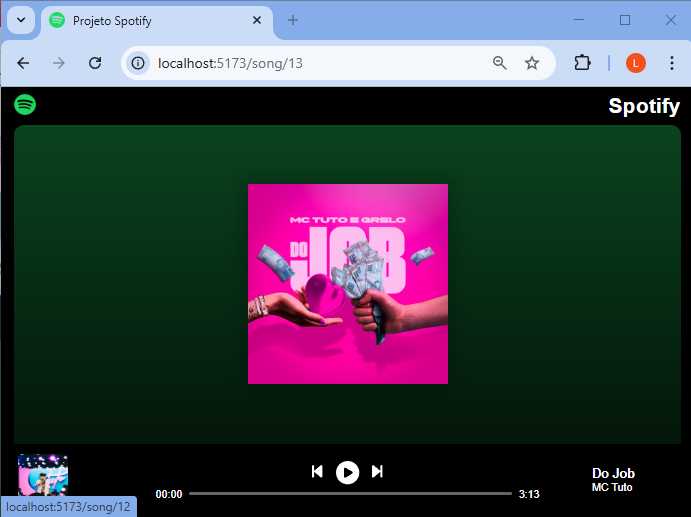 Projeto Spotify
localhost:5173/song/13
L
Spotify
MC TUTO E GRELO
DO
JOB
00:00
3:13
Do Job
MC Tuto
localhost:5173/song/12